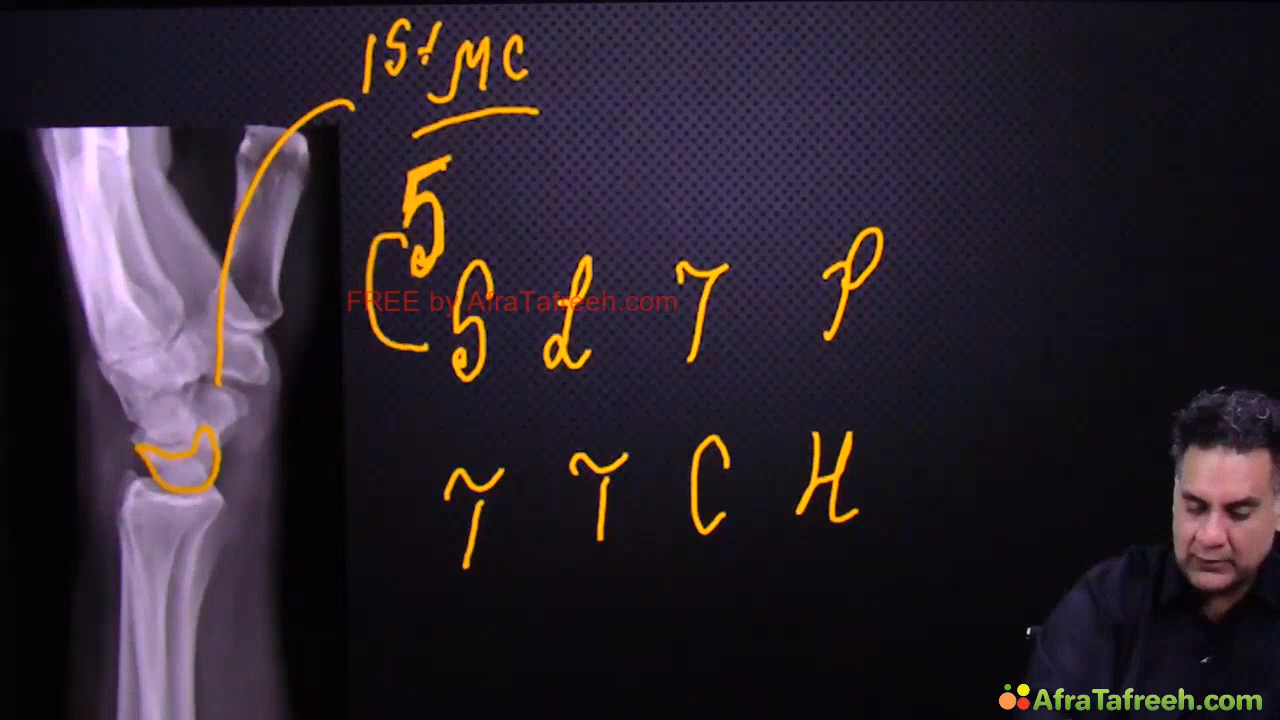 1st MC
5
S L T P
FREE by AfraTafreeh.com
T T C H
AfraTafreeh.com